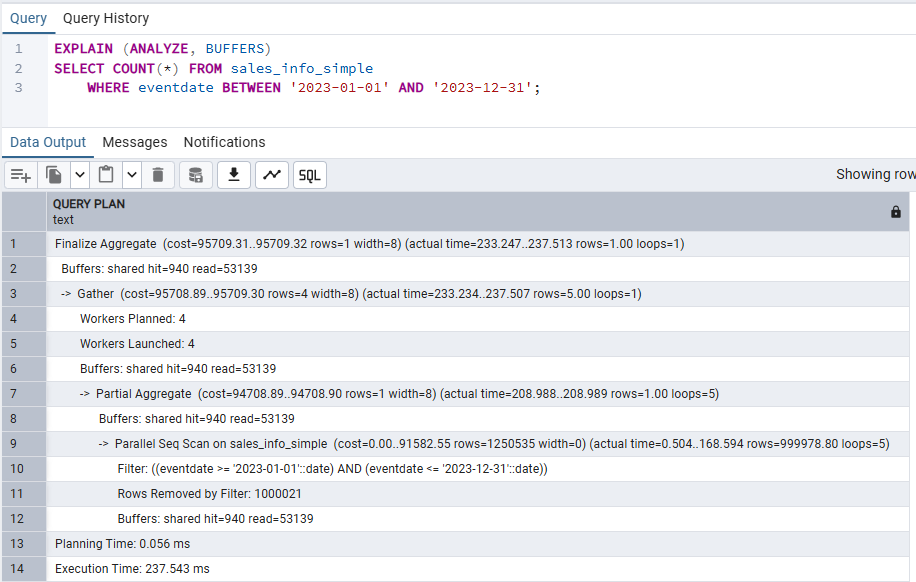 Query Query History
1 EXPLAIN (ANALYZE, BUFFERS)
2 SELECT COUNT(*) FROM sales_info_simple
3 WHERE eventdate BETWEEN '2023-01-01' AND '2023-12-31';
Data Output Messages Notifications
SQL Showing row
QUERY PLAN
text
1 Finalize Aggregate (cost=95709.31..95709.32 rows=1 width=8) (actual time=233.247..237.513 rows=1.00 loops=1)
2 Buffers: shared hit=940 read=53139
3 -> Gather (cost=95708.89..95709.30 rows=4 width=8) (actual time=233.234..237.507 rows=5.00 loops=1)
4 Workers Planned: 4
5 Workers Launched: 4
6 Buffers: shared hit=940 read=53139
7 -> Partial Aggregate (cost=94708.89..94708.90 rows=1 width=8) (actual time=208.988..208.989 rows=1.00 loops=5)
8 Buffers: shared hit=940 read=53139
9 -> Parallel Seq Scan on sales_info_simple (cost=0.00..91582.55 rows=1250535 width=0) (actual time=0.504..168.594 rows=999978.80 loops=5)
10 Filter: ((eventdate >= '2023-01-01'::date) AND (eventdate <= '2023-12-31'::date))
11 Rows Removed by Filter: 1000021
12 Buffers: shared hit=940 read=53139
13 Planning Time: 0.056 ms
14 Execution Time: 237.543 ms